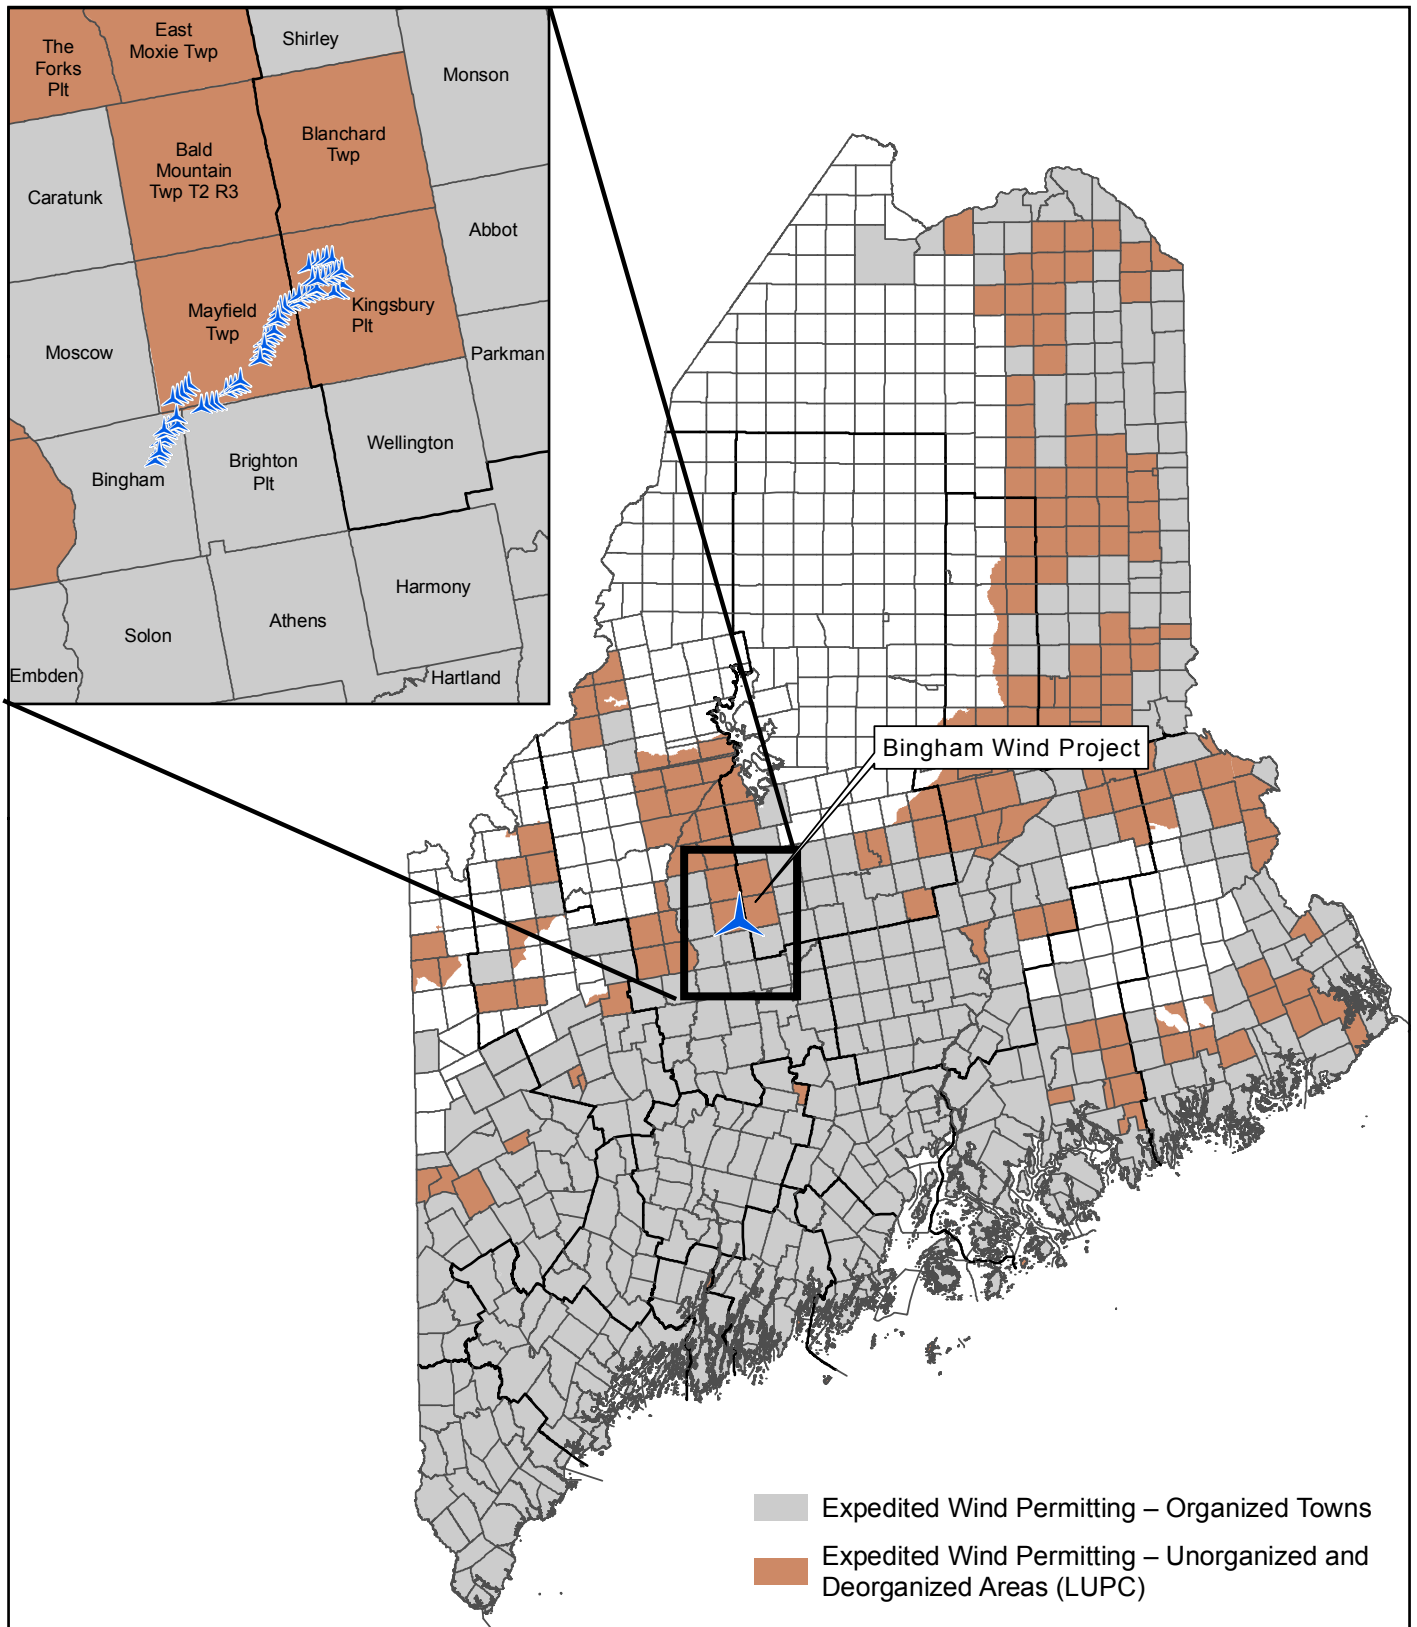 The
Forks
Plt
East
Moxie Twp
Shirley
Monson
Blanchard
Twp
Bald
Mountain
Twp T2 R3
Caratunk
Abbot
Mayfield
Twp
Kingsbury
Plt
Moscow
Parkman
Wellington
Bingham
Brighton
Plt
Harmony
Solon
Athens
Embden
Hartland
Bingham Wind Project
Expedited Wind Permitting – Organized Towns
Expedited Wind Permitting – Unorganized and
Deorganized Areas (LUPC)